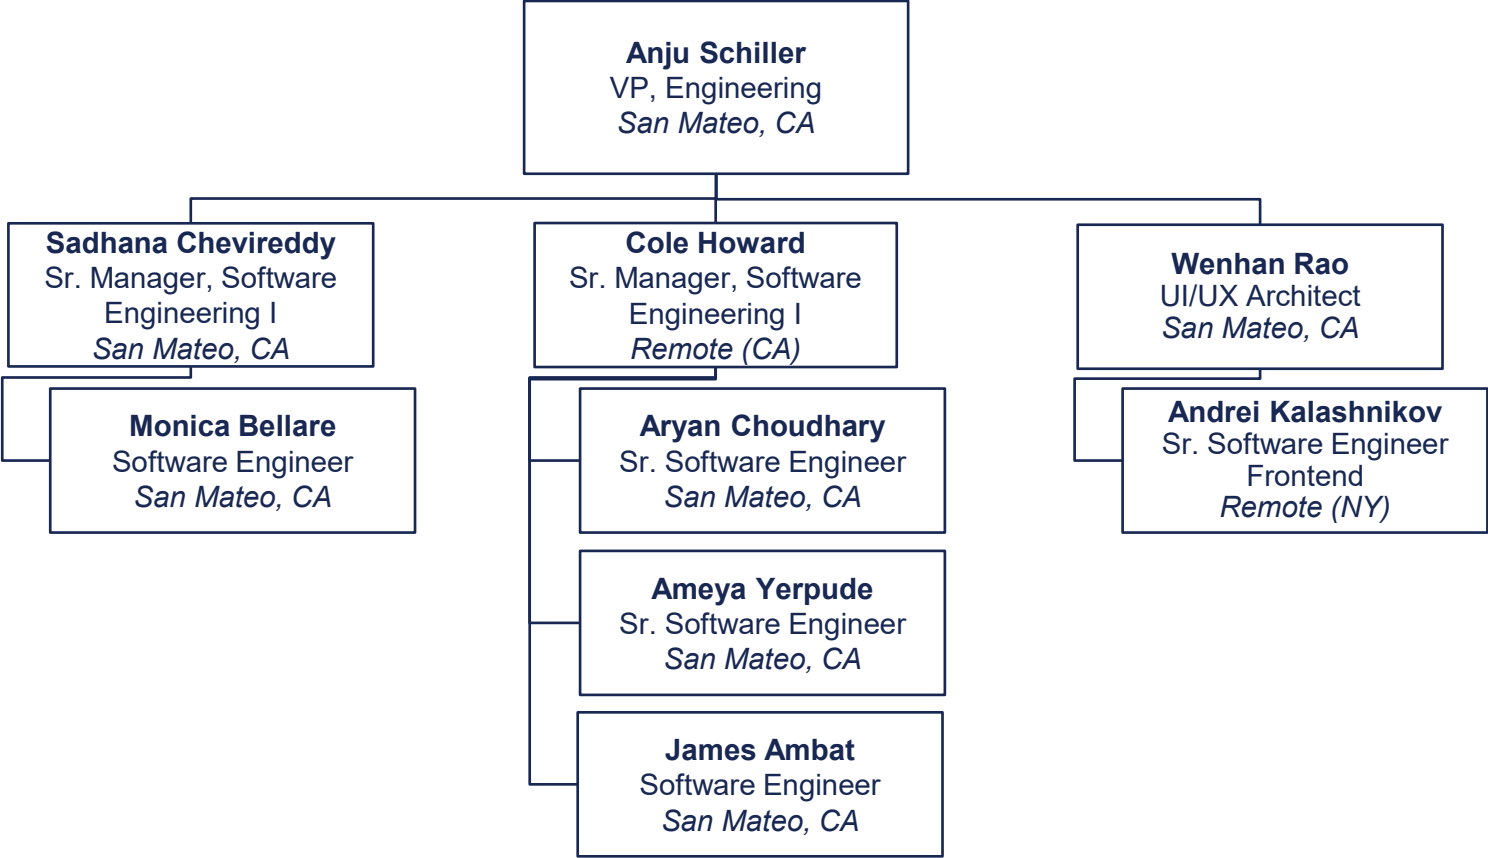 Anju Schiller
VP, Engineering
San Mateo, CA
Sadhana Chevireddy
Sr. Manager, Software
Engineering I
San Mateo, CA
Monica Bellare
Software Engineer
San Mateo, CA
Cole Howard
Sr. Manager, Software
Engineering I
Remote (CA)
Aryan Choudhary
Sr. Software Engineer
San Mateo, CA
Ameya Yerpude
Sr. Software Engineer
San Mateo, CA
James Ambat
Software Engineer
San Mateo, CA
Wenhan Rao
UI/UX Architect
San Mateo, CA
Andrei Kalashnikov
Sr. Software Engineer
Frontend
Remote (NY)